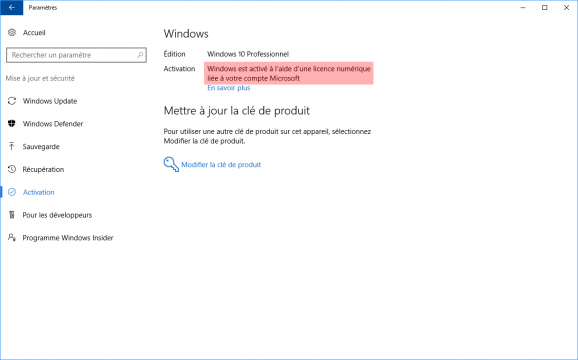 Paramètres
Accueil
Rechercher un paramètre
Mise à jour et sécurité
Windows Update
Windows Defender
Sauvegarde
Récupération
Activation
Pour les développeurs
Programme Windows Insider
Windows
Édition Windows 10 Professionnel
Activation Windows est activé à l'aide d'une licence numérique
liée à votre compte Microsoft
En savoir plus
Mettre à jour la clé de produit
Pour utiliser une autre clé de produit sur cet appareil, sélectionnez
Modifier la clé de produit.
Modifier la clé de produit